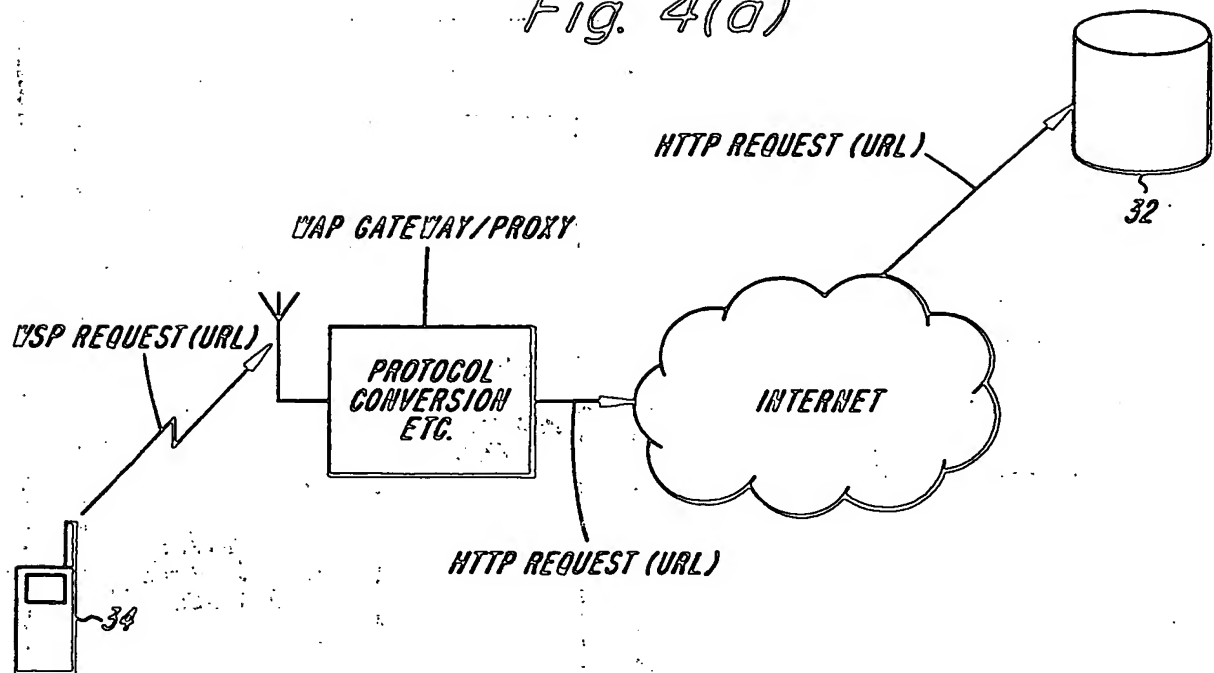 Fig. 4(a)
HTTP REQUEST (URL)
32
WAP GATEWAY/PROXY
WSP REQUEST (URL)
PROTOCOL
CONVERSION
ETC.
INTERNET
HTTP REQUEST (URL)
34